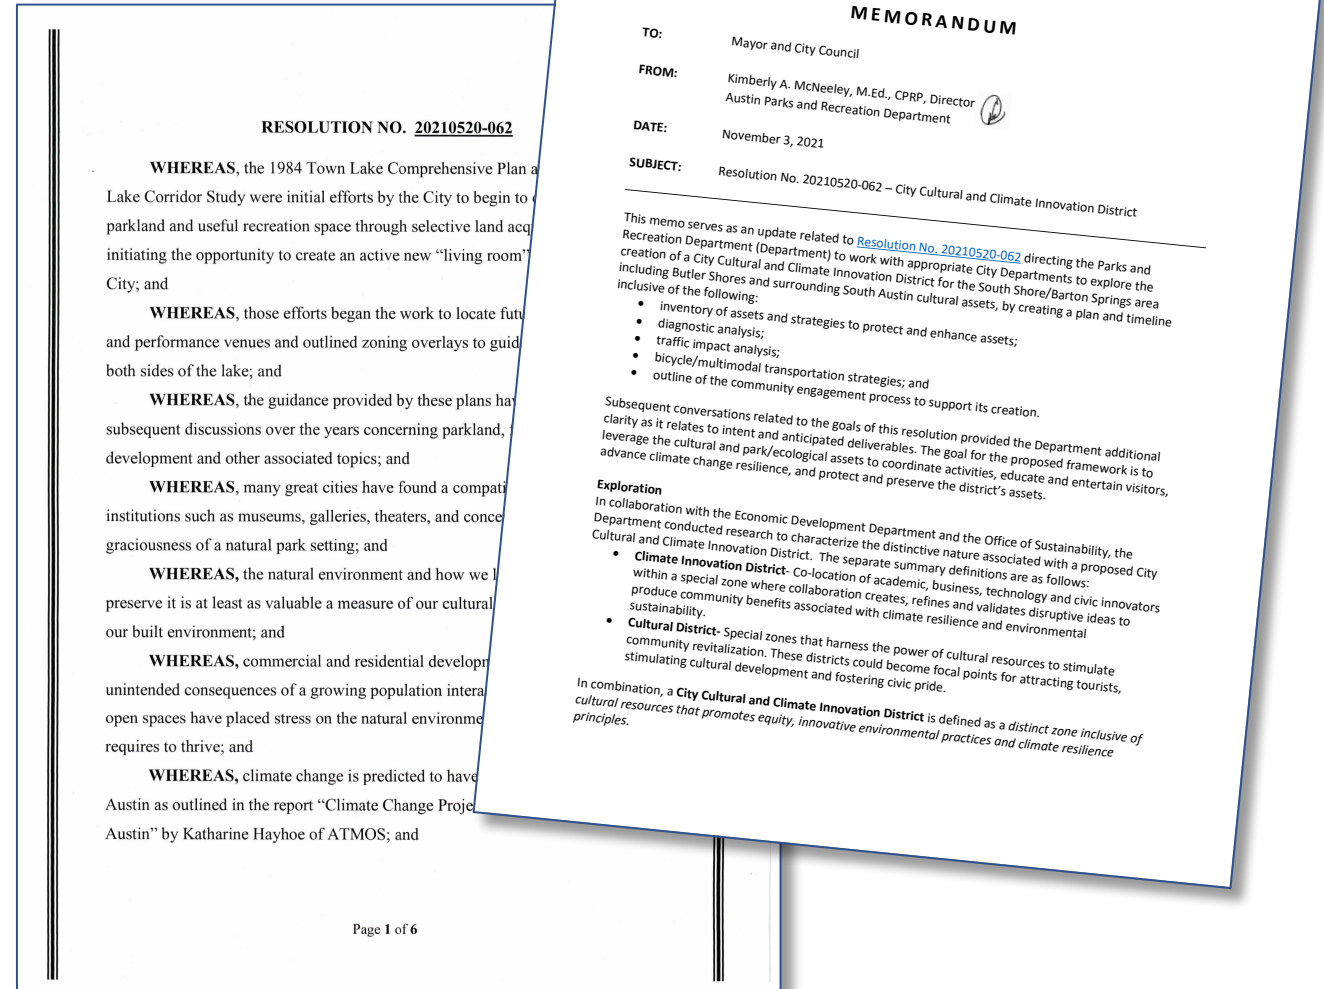 RESOLUTION NO. 20210520-062
WHEREAS, the 1984 Town Lake Comprehensive Plan a
Lake Corridor Study were initial efforts by the City to begin to
parkland and useful recreation space through selective land acq
initiating the opportunity to create an active new “living room”
City; and
WHEREAS, those efforts began the work to locate futu
and performance venues and outlined zoning overlays to guid
both sides of the lake; and
WHEREAS, the guidance provided by these plans hav
subsequent discussions over the years concerning parkland,
development and other associated topics; and
WHEREAS, many great cities have found a compati
institutions such as museums, galleries, theaters, and conce
graciousness of a natural park setting; and
WHEREAS, the natural environment and how we l
preserve it is at least as valuable a measure of our cultural
our built environment; and
WHEREAS, commercial and residential developm
unintended consequences of a growing population intera
open spaces have placed stress on the natural environme
requires to thrive; and
WHEREAS, climate change is predicted to have
Austin as outlined in the report “Climate Change Proje
Austin” by Katharine Hayhoe of ATMOS; and
Page 1 of 6
MEMORANDUM
TO: Mayor and City Council
FROM: Kimberly A. McNeeley, M.Ed., CPRP, Director
Austin Parks and Recreation Department
DATE: November 3, 2021
SUBJECT: Resolution No. 20210520-062 – City Cultural and Climate Innovation District
This memo serves as an update related to Resolution No. 20210520-062 directing the Parks and
Recreation Department (Department) to work with appropriate City Departments to explore the
creation of a City Cultural and Climate Innovation District for the South Shore/Barton Springs area
including Butler Shores and surrounding South Austin cultural assets, by creating a plan and timeline
inclusive of the following:
• inventory of assets and strategies to protect and enhance assets;
• diagnostic analysis;
• traffic impact analysis;
• bicycle/multimodal transportation strategies; and
• outline of the community engagement process to support its creation.
Subsequent conversations related to the goals of this resolution provided the Department additional
clarity as it relates to intent and anticipated deliverables. The goal for the proposed framework is to
leverage the cultural and park/ecological assets to coordinate activities, educate and entertain visitors,
advance climate change resilience, and protect and preserve the district’s assets.
Exploration
In collaboration with the Economic Development Department and the Office of Sustainability, the
Department conducted research to characterize the distinctive nature associated with a proposed City
Cultural and Climate Innovation District. The separate summary definitions are as follows:
• Climate Innovation District- Co-location of academic, business, technology and civic innovators
within a special zone where collaboration creates, refines and validates disruptive ideas to
produce community benefits associated with climate resilience and environmental
sustainability.
• Cultural District- Special zones that harness the power of cultural resources to stimulate
community revitalization. These districts could become focal points for attracting tourists,
stimulating cultural development and fostering civic pride.
In combination, a City Cultural and Climate Innovation District is defined as a distinct zone inclusive of
cultural resources that promotes equity, innovative environmental practices and climate resilience
principles.